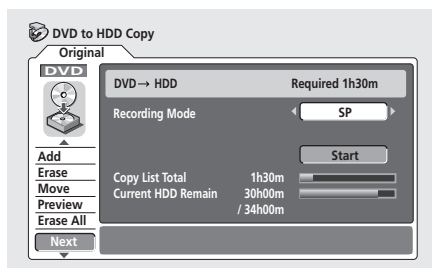 DVD to HDD Copy
Original
DVD
DVD→ HDD Required 1h30m
Recording Mode SP
Start
Add
Erase
Move
Preview
Erase All
Next
Copy List Total 1h30m
Current HDD Remain 30h00m
/ 34h00m